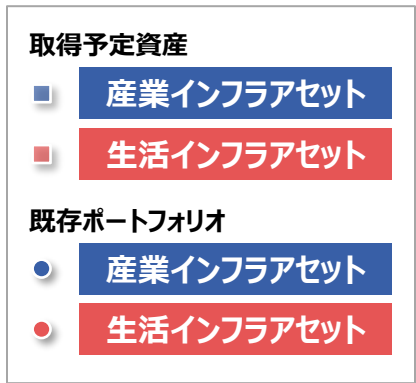 取得予定資産
産業インフラアセット
生活インフラアセット
既存ポートフォリオ
産業インフラアセット
生活インフラアセット